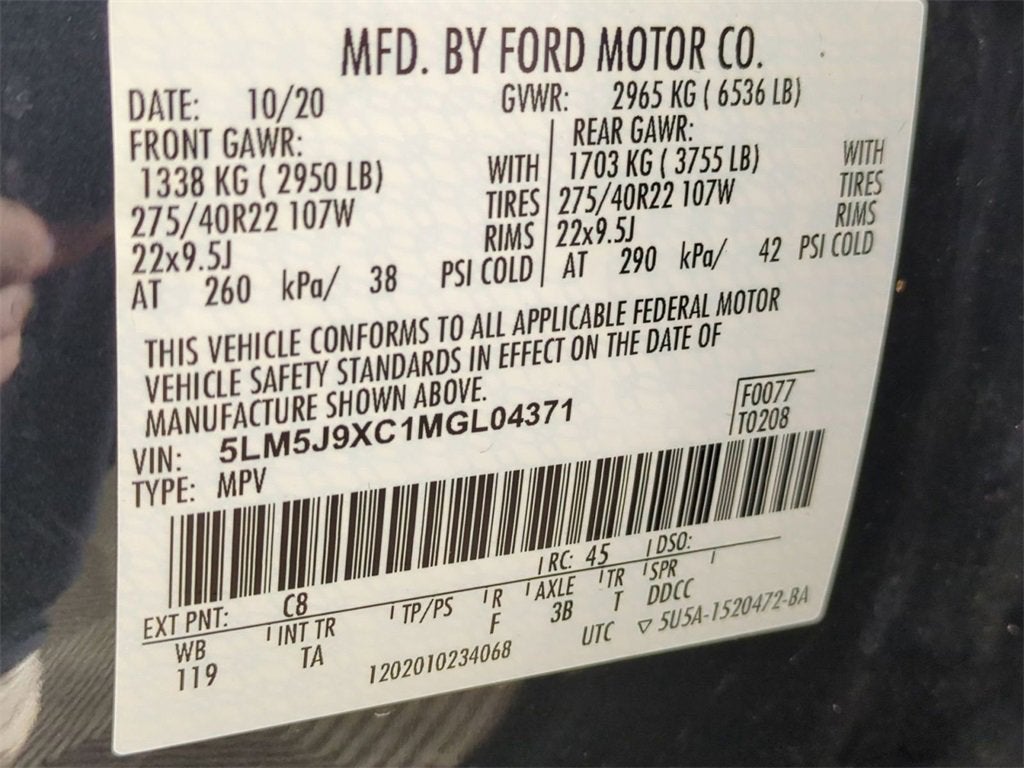 MFD. BY FORD MOTOR CO.
DATE: 10/20 GVWR: 2965 KG ( 6536 LB)
FRONT GAWR: REAR GAWR:
1338 KG ( 2950 LB) WITH 1703 KG ( 3755 LB) WITH
275/40R22 107W TIRES 275/40R22 107W TIRES
22x9.5J RIMS 22x9.5J RIMS
AT 260 kPa/ 38 PSI COLD AT 290 kPa/ 42 PSI COLD
THIS VEHICLE CONFORMS TO ALL APPLICABLE FEDERAL MOTOR
VEHICLE SAFETY STANDARDS IN EFFECT ON THE DATE OF
MANUFACTURE SHOWN ABOVE.
F0077
T0208
VIN: 5LM5J9XC1MGL04371
TYPE: MPV
EXT PNT: C8 RC: 45 DSO:
WB INT TR TP/PS R AXLE TR SPR
119 TA F 3B T DDCC
1202010234068 UTC ▽ 5U5A-1520472-BA